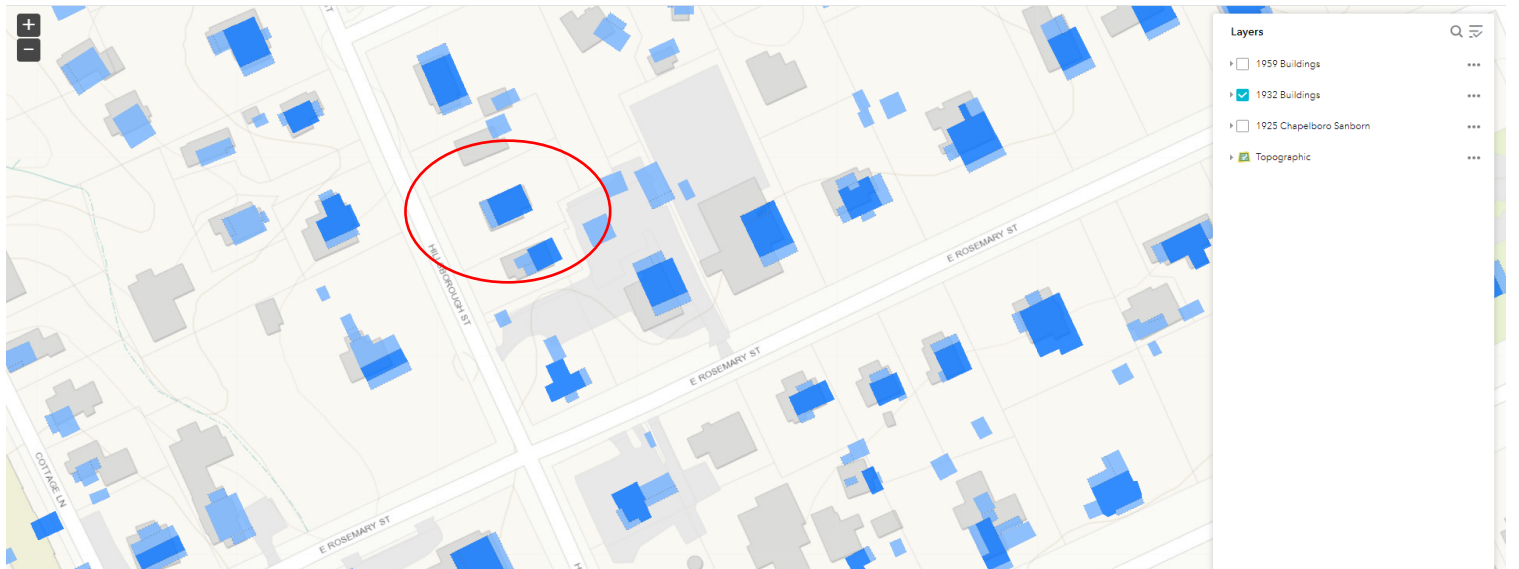 +
−
Layers
1959 Buildings
1932 Buildings
1925 Chapelboro Sanborn
Topographic
HILLSBOROUGH ST
E ROSEMARY ST
E ROSEMARY ST
COTTAGE LN
E ROSEMARY ST